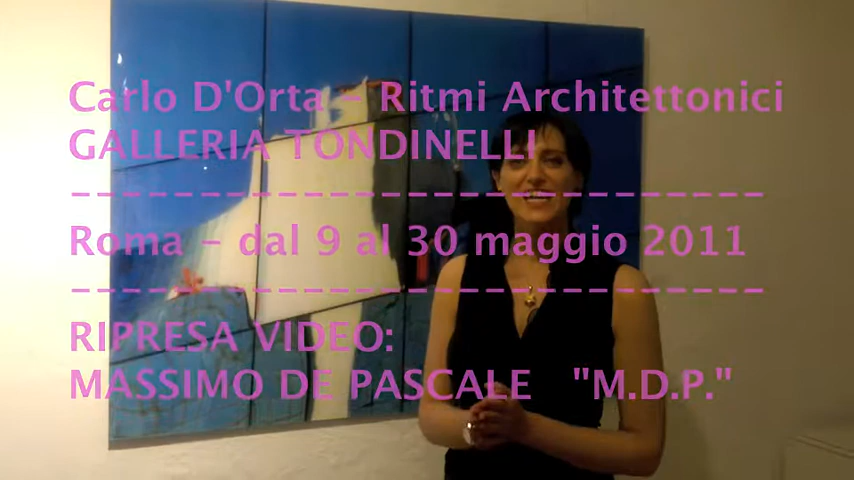 Carlo D'Orta - Ritmi Architettonici
GALLERIA TONDINELLI
-----------------------------
Roma - dal 9 al 30 maggio 2011
-----------------------------
RIPRESA VIDEO:
MASSIMO DE PASCALE "M.D.P."